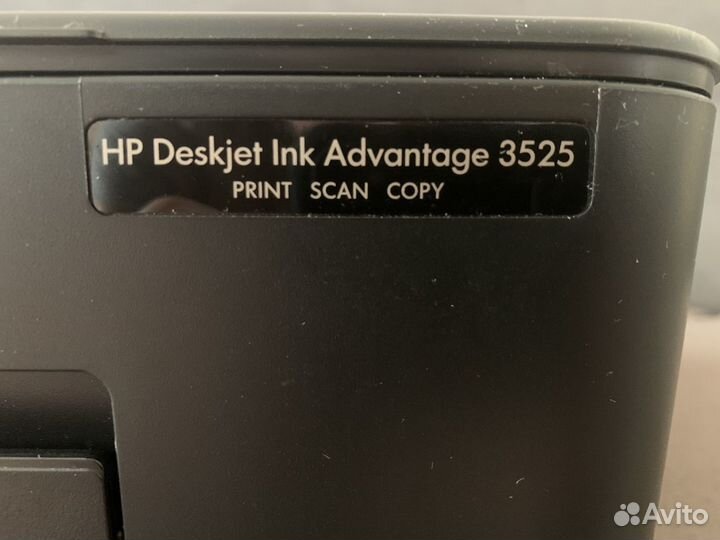 HP Deskjet Ink Advantage 3525
PRINT SCAN COPY
Avito